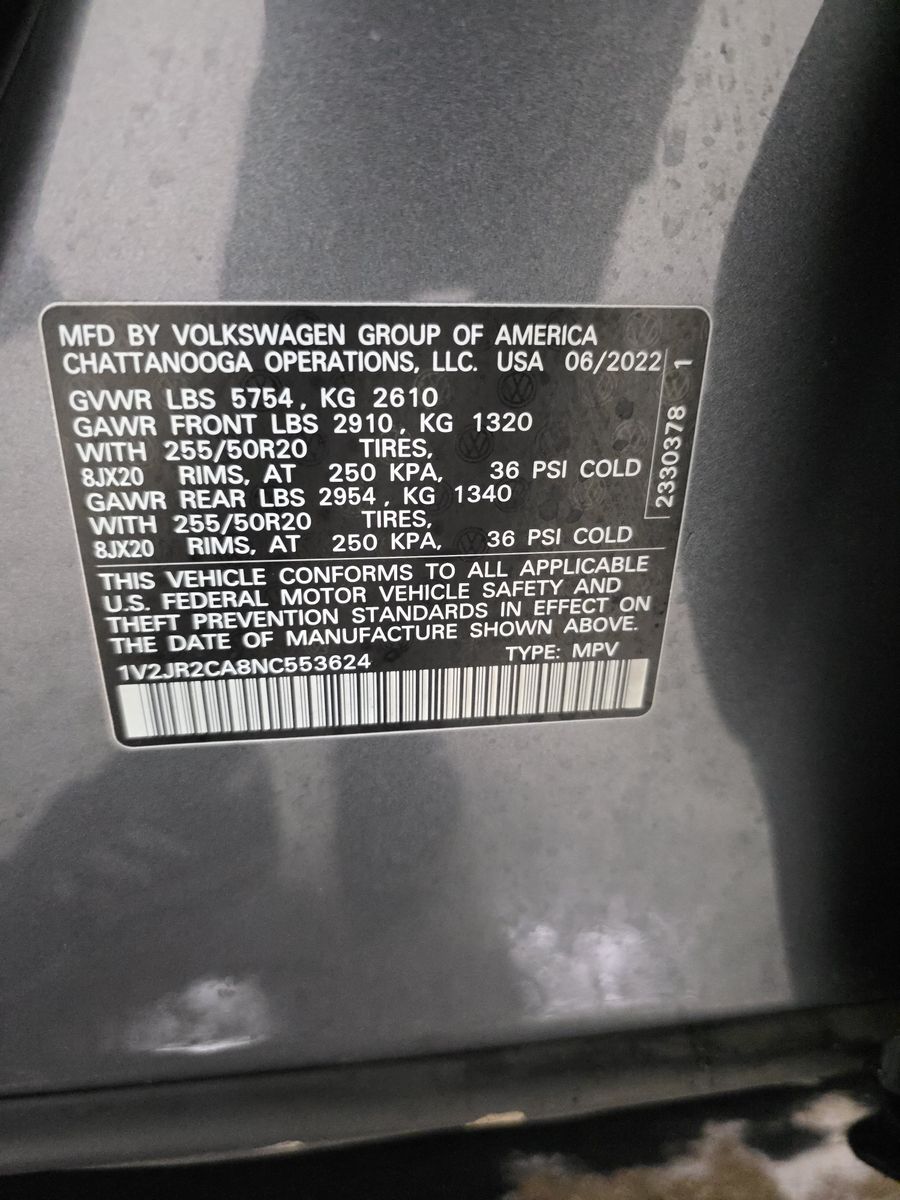 MFD BY VOLKSWAGEN GROUP OF AMERICA
CHATTANOOGA OPERATIONS, LLC. USA 06/2022
GVWR LBS 5754, KG 2610
GAWR FRONT LBS 2910, KG 1320
WITH 255/50R20 TIRES,
8JX20 RIMS, AT 250 KPA, 36 PSI COLD
GAWR REAR LBS 2954, KG 1340
WITH 255/50R20 TIRES,
8JX20 RIMS, AT 250 KPA, 36 PSI COLD
2330378 1
THIS VEHICLE CONFORMS TO ALL APPLICABLE
U.S. FEDERAL MOTOR VEHICLE SAFETY AND
THEFT PREVENTION STANDARDS IN EFFECT ON
THE DATE OF MANUFACTURE SHOWN ABOVE.
1V2JR2CA8NC553624 TYPE: MPV